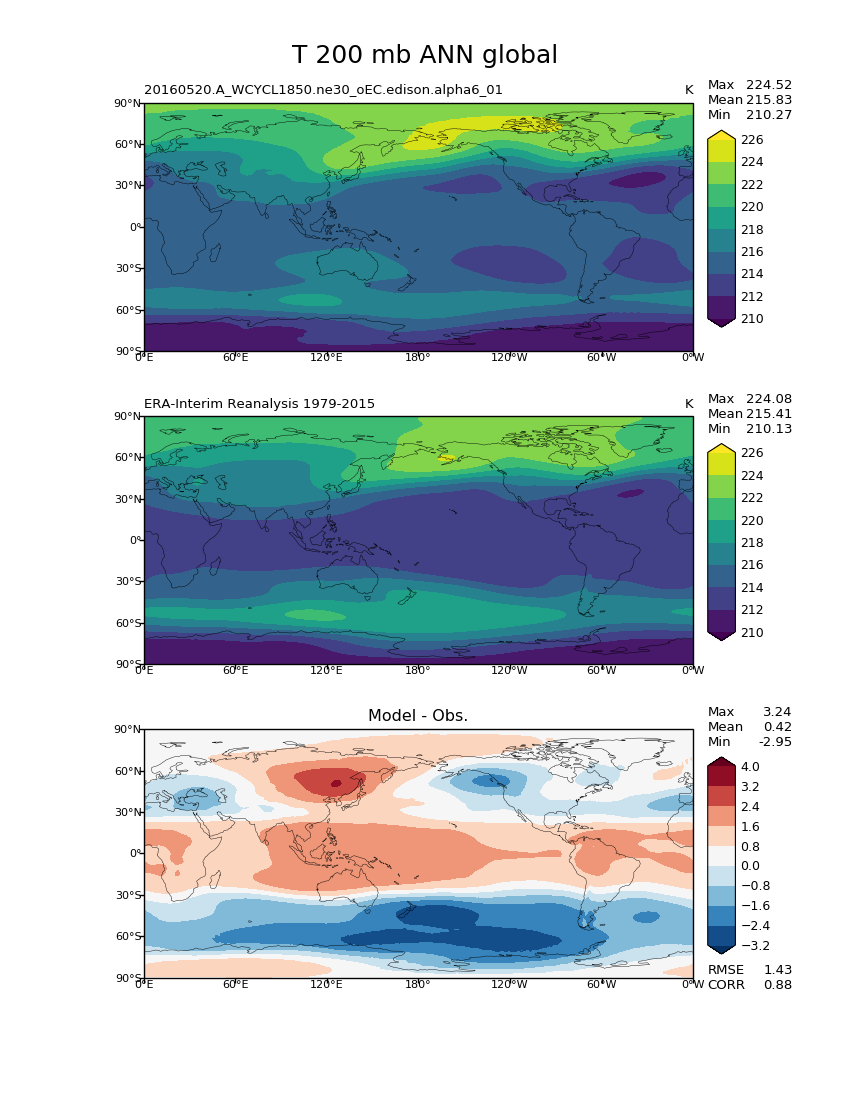 T 200 mb ANN global
20160520.A_WCYCL1850.ne30_oEC.edison.alpha6_01 K
Max 224.52
Mean 215.83
Min 210.27
90°N
60°N
30°N
0°
30°S
60°S
90°S
0°E 60°E 120°E 180° 120°W 60°W 0°W
226
224
222
220
218
216
214
212
210
ERA-Interim Reanalysis 1979-2015 K
Max 224.08
Mean 215.41
Min 210.13
90°N
60°N
30°N
0°
30°S
60°S
90°S
0°E 60°E 120°E 180° 120°W 60°W 0°W
226
224
222
220
218
216
214
212
210
Model - Obs.
Max 3.24
Mean 0.42
Min -2.95
90°N
60°N
30°N
0°
30°S
60°S
90°S
0°E 60°E 120°E 180° 120°W 60°W 0°W
4.0
3.2
2.4
1.6
0.8
0.0
−0.8
−1.6
−2.4
−3.2
RMSE 1.43
CORR 0.88